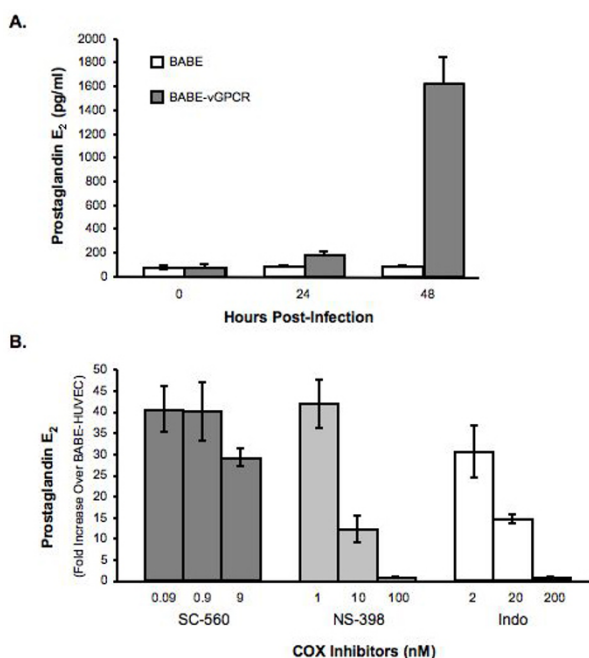 A.
Prostaglandin E2 (pg/ml)
2000
1800
1600
1400
1200
1000
800
600
400
200
0
BABE
BABE-vGPCR
0 24 48
Hours Post-Infection
B.
Prostaglandin E2
(Fold Increase Over BABE-HUVEC)
50
45
40
35
30
25
20
15
10
5
0
0.09 0.9 9 1 10 100 2 20 200
SC-560 NS-398 Indo
COX Inhibitors (nM)